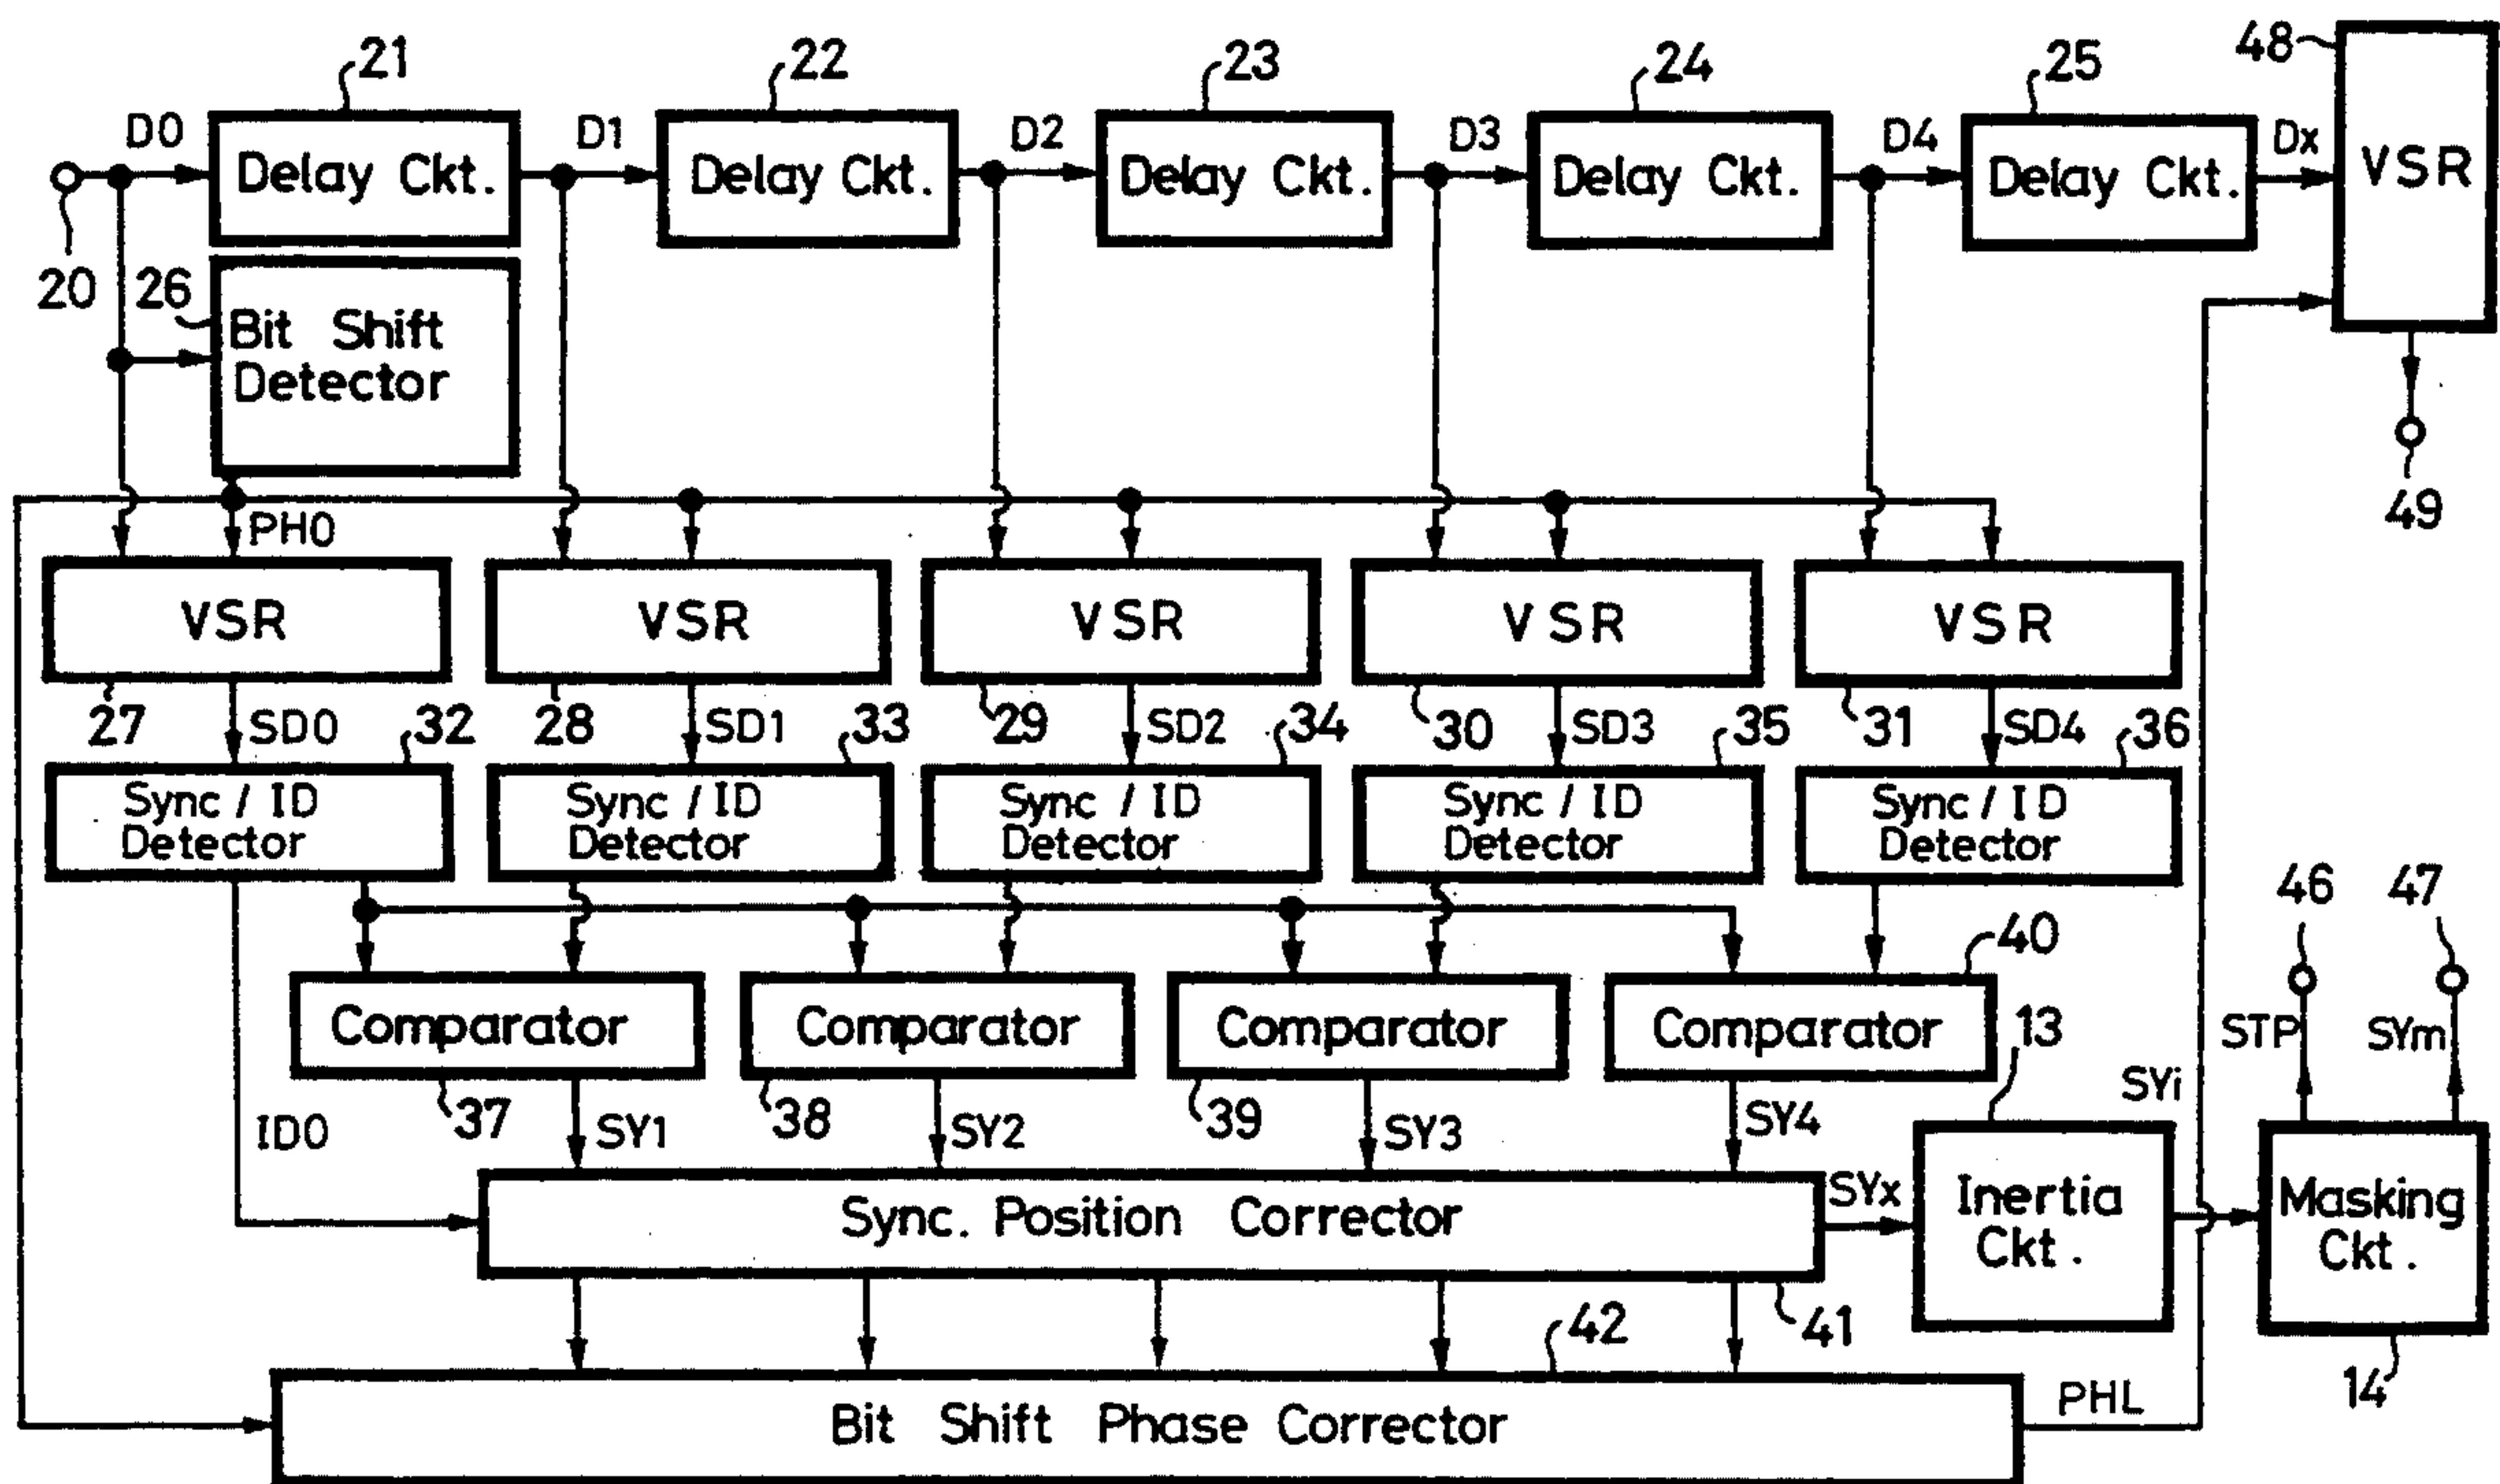 21
22
23
24
25
48
D0
Delay Ckt.
D1
Delay Ckt.
D2
Delay Ckt.
D3
Delay Ckt.
D4
Delay Ckt.
Dx
VSR
20
26
Bit Shift
Detector
49
PH0
VSR
VSR
VSR
VSR
VSR
27
SD0
32
28
SD1
33
29
SD2
34
30
SD3
35
31
SD4
36
Sync / ID
Detector
Sync / ID
Detector
Sync / ID
Detector
Sync / ID
Detector
Sync / ID
Detector
46
47
40
Comparator
Comparator
Comparator
Comparator
13
STP
SYm
SYi
ID0
37
SY1
38
SY2
39
SY3
SY4
Sync. Position Corrector
SYx
Inertia
Ckt.
Masking
Ckt.
42
41
14
Bit Shift Phase Corrector
PHL